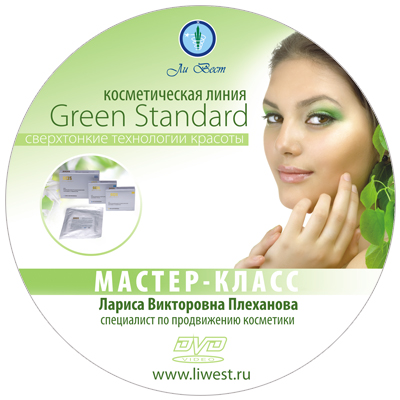 Ли Вест
косметическая линия
Green Standard
сверхтонкие технологии красоты
МАСТЕР-КЛАСС
Лариса Викторовна Плеханова
специалист по продвижению косметики
DVD
VIDEO
www.liwest.ru